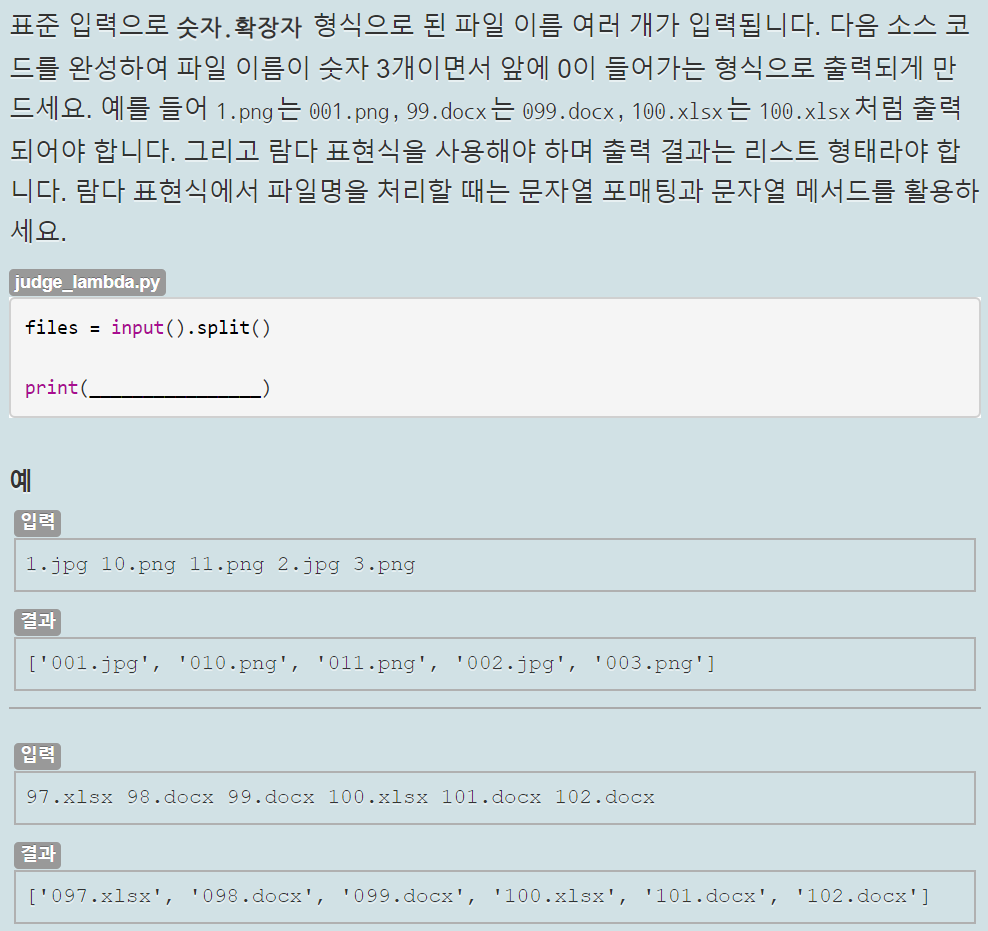 표준 입력으로 숫자.확장자 형식으로 된 파일 이름 여러 개가 입력됩니다. 다음 소스 코
드를 완성하여 파일 이름이 숫자 3개이면서 앞에 0이 들어가는 형식으로 출력되게 만
드세요. 예를 들어 1.png는 001.png, 99.docx는 099.docx, 100.xlsx는 100.xlsx처럼 출력
되어야 합니다. 그리고 람다 표현식을 사용해야 하며 출력 결과는 리스트 형태라야 합
니다. 람다 표현식에서 파일명을 처리할 때는 문자열 포매팅과 문자열 메서드를 활용하
세요.
judge_lambda.py
files = input().split()
print(________________)
예
입력
1.jpg 10.png 11.png 2.jpg 3.png
결과
['001.jpg', '010.png', '011.png', '002.jpg', '003.png']
입력
97.xlsx 98.docx 99.docx 100.xlsx 101.docx 102.docx
결과
['097.xlsx', '098.docx', '099.docx', '100.xlsx', '101.docx', '102.docx']